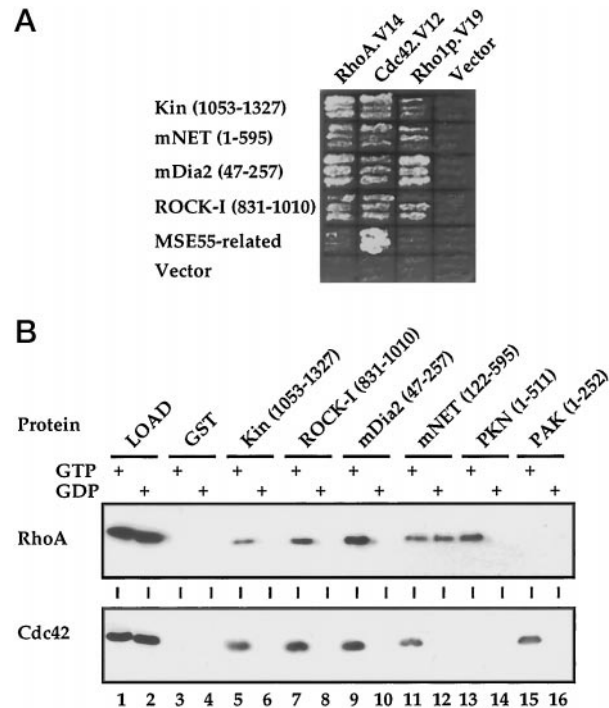 A
RhoA.V14 Cdc42.V12 Rho1p.V19 Vector
Kin (1053-1327)
mNET (1-595)
mDia2 (47-257)
ROCK-I (831-1010)
MSE55-related
Vector
B
Protein LOAD GST Kin (1053-1327) ROCK-I (831-1010) mDia2 (47-257) mNET (122-595) PKN (1-511) PAK (1-252)
GTP + + + + + + + +
GDP + + + + + + + +
RhoA
Cdc42
1 2 3 4 5 6 7 8 9 10 11 12 13 14 15 16